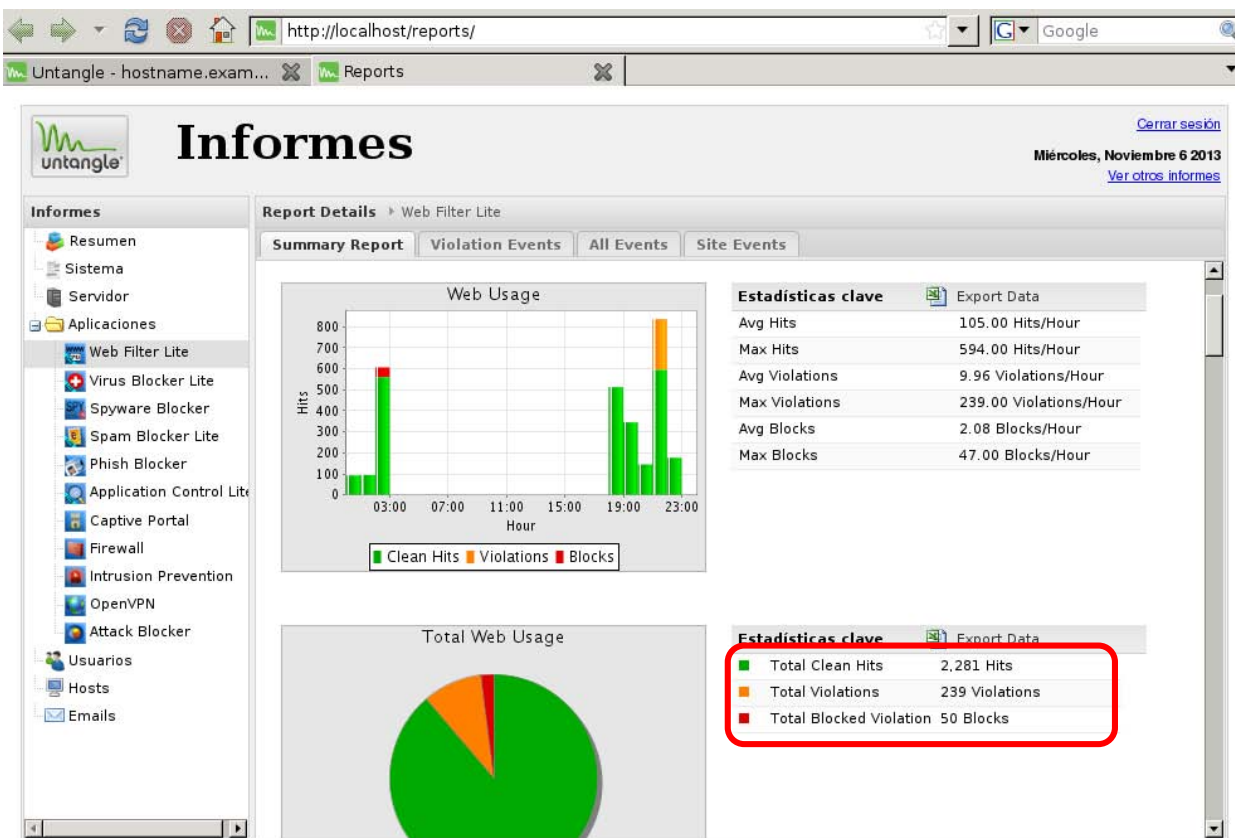 http://localhost/reports/
G
Google
Untangle - hostname.exam...
Reports
untangle
Informes
Cerrar sesión
Miércoles, Noviembre 6 2013
Ver otros informes
Informes
Resumen
Sistema
Servidor
Aplicaciones
Web Filter Lite
Virus Blocker Lite
Spyware Blocker
Spam Blocker Lite
Phish Blocker
Application Control Lite
Captive Portal
Firewall
Intrusion Prevention
OpenVPN
Attack Blocker
Usuarios
Hosts
Emails
Report Details Web Filter Lite
Summary Report
Violation Events
All Events
Site Events
Web Usage
800
700
600
500
400
300
200
100
0
Hits
03:00 07:00 11:00 15:00 19:00 23:00
Hour
Clean Hits Violations Blocks
Estadísticas clave Export Data
Avg Hits 105.00 Hits/Hour
Max Hits 594.00 Hits/Hour
Avg Violations 9.96 Violations/Hour
Max Violations 239.00 Violations/Hour
Avg Blocks 2.08 Blocks/Hour
Max Blocks 47.00 Blocks/Hour
Total Web Usage
Estadísticas clave Export Data
Total Clean Hits 2,281 Hits
Total Violations 239 Violations
Total Blocked Violation 50 Blocks